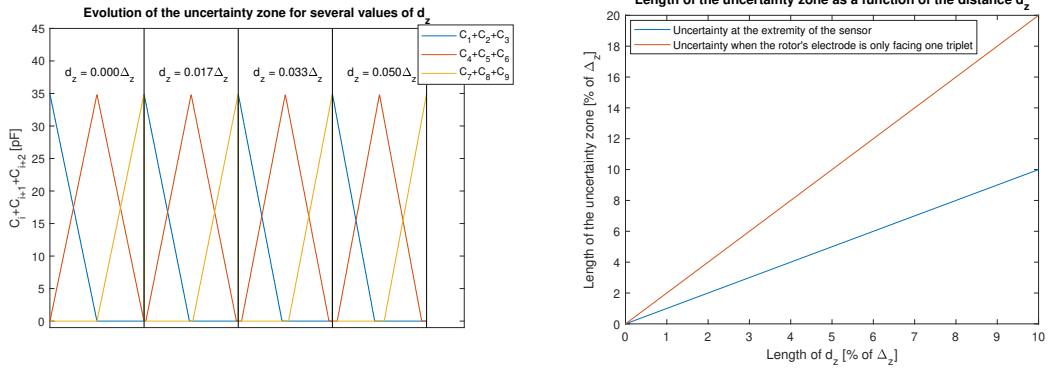 Evolution of the uncertainty zone for several values of d_z
45
40
35
30
25
20
15
10
5
0
C_i+C_{i+1}+C_{i+2} [pF]
d_z = 0.000Δ_z
d_z = 0.017Δ_z
d_z = 0.033Δ_z
d_z = 0.050Δ_z
C_1+C_2+C_3
C_4+C_5+C_6
C_7+C_8+C_9
Length of the uncertainty zone as a function of the distance d_z
20
18
16
14
12
10
8
6
4
2
0
Length of the uncertainty zone [% of Δ_z]
Uncertainty at the extremity of the sensor
Uncertainty when the rotor's electrode is only facing one triplet
0 1 2 3 4 5 6 7 8 9 10
Length of d_z [% of Δ_z]